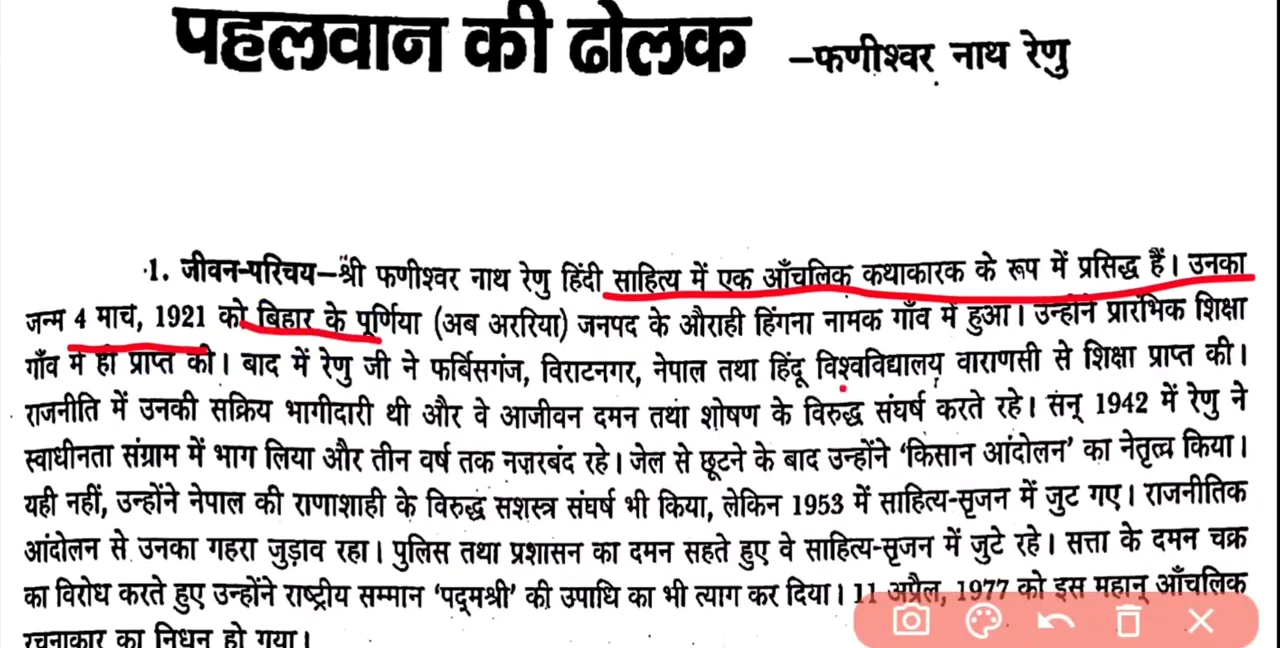 पहलवान की ढोलक –फणीश्वर नाथ रेणु
1. जीवन-परिचय–श्री फणीश्वर नाथ रेणु हिंदी साहित्य में एक आँचलिक कथाकारक के रूप में प्रसिद्ध हैं। उनका
जन्म 4 मार्च, 1921 को बिहार के पूर्णिया (अब अररिया) जनपद के औराही हिंगना नामक गाँव में हुआ। उन्होंने प्रारंभिक शिक्षा
गाँव में ही प्राप्त की। बाद में रेणु जी ने फर्बिसगंज, विराटनगर, नेपाल तथा हिंदू विश्वविद्यालय वाराणसी से शिक्षा प्राप्त की।
राजनीति में उनकी सक्रिय भागीदारी थी और वे आजीवन दमन तथा शोषण के विरुद्ध संघर्ष करते रहे। सन् 1942 में रेणु ने
स्वाधीनता संग्राम में भाग लिया और तीन वर्ष तक नज़रबंद रहे। जेल से छूटने के बाद उन्होंने ‘किसान आंदोलन’ का नेतृत्व किया।
यही नहीं, उन्होंने नेपाल की राणाशाही के विरुद्ध सशस्त्र संघर्ष भी किया, लेकिन 1953 में साहित्य-सृजन में जुट गए। राजनीतिक
आंदोलन से उनका गहरा जुड़ाव रहा। पुलिस तथा प्रशासन का दमन सहते हुए वे साहित्य-सृजन में जुटे रहे। सत्ता के दमन चक्र
का विरोध करते हुए उन्होंने राष्ट्रीय सम्मान ‘पद्मश्री’ की उपाधि का भी त्याग कर दिया। 11 अप्रैल, 1977 को इस महान् आँचलिक
रचनाकार का निधन हो गया।